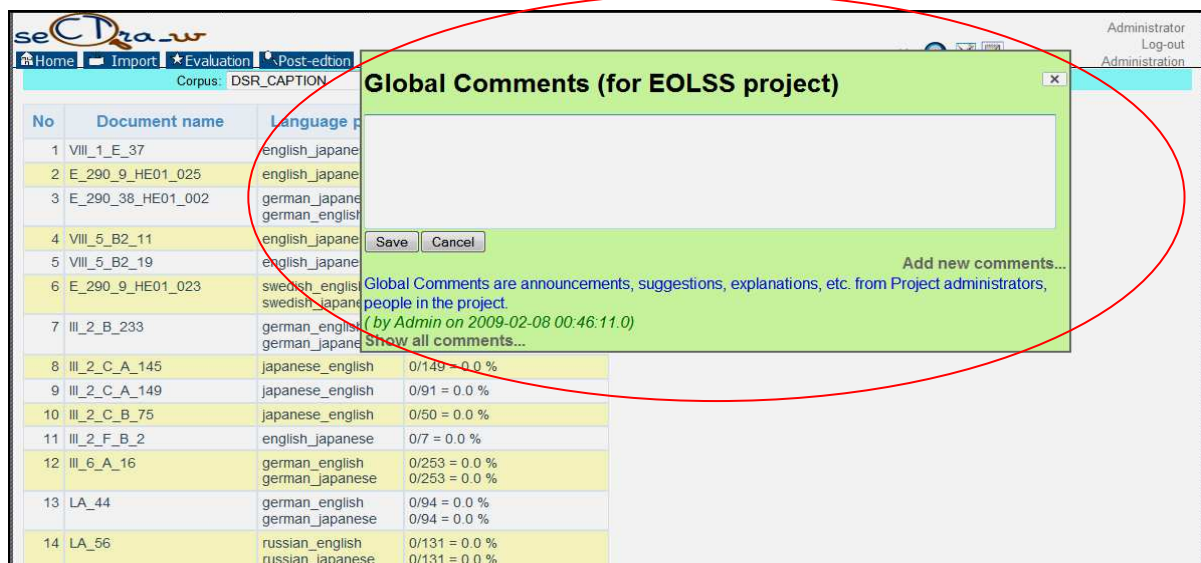 seCTra_w
Administrator
Log-out
Administration
Home Import Evaluation Post-edtion
Corpus: DSR_CAPTION
Global Comments (for EOLSS project)
x
Save Cancel
Add new comments...
Global Comments are announcements, suggestions, explanations, etc. from Project administrators,
people in the project.
( by Admin on 2009-02-08 00:46:11.0)
Show all comments...
No Document name Language p
1 VIII_1_E_37 english_japane
2 E_290_9_HE01_025 english_japane
3 E_290_38_HE01_002 german_japane
german_english
4 VIII_5_B2_11 english_japane
5 VIII_5_B2_19 english_japane
6 E_290_9_HE01_023 swedish_englis
swedish_japane
7 III_2_B_233 german_englis
german_japane
8 III_2_C_A_145 japanese_english 0/149 = 0.0 %
9 III_2_C_A_149 japanese_english 0/91 = 0.0 %
10 III_2_C_B_75 japanese_english 0/50 = 0.0 %
11 III_2_F_B_2 english_japanese 0/7 = 0.0 %
12 III_6_A_16 german_english 0/253 = 0.0 %
german_japanese 0/253 = 0.0 %
13 LA_44 german_english 0/94 = 0.0 %
german_japanese 0/94 = 0.0 %
14 LA_56 russian_english 0/131 = 0.0 %
russian_japanese 0/131 = 0.0 %